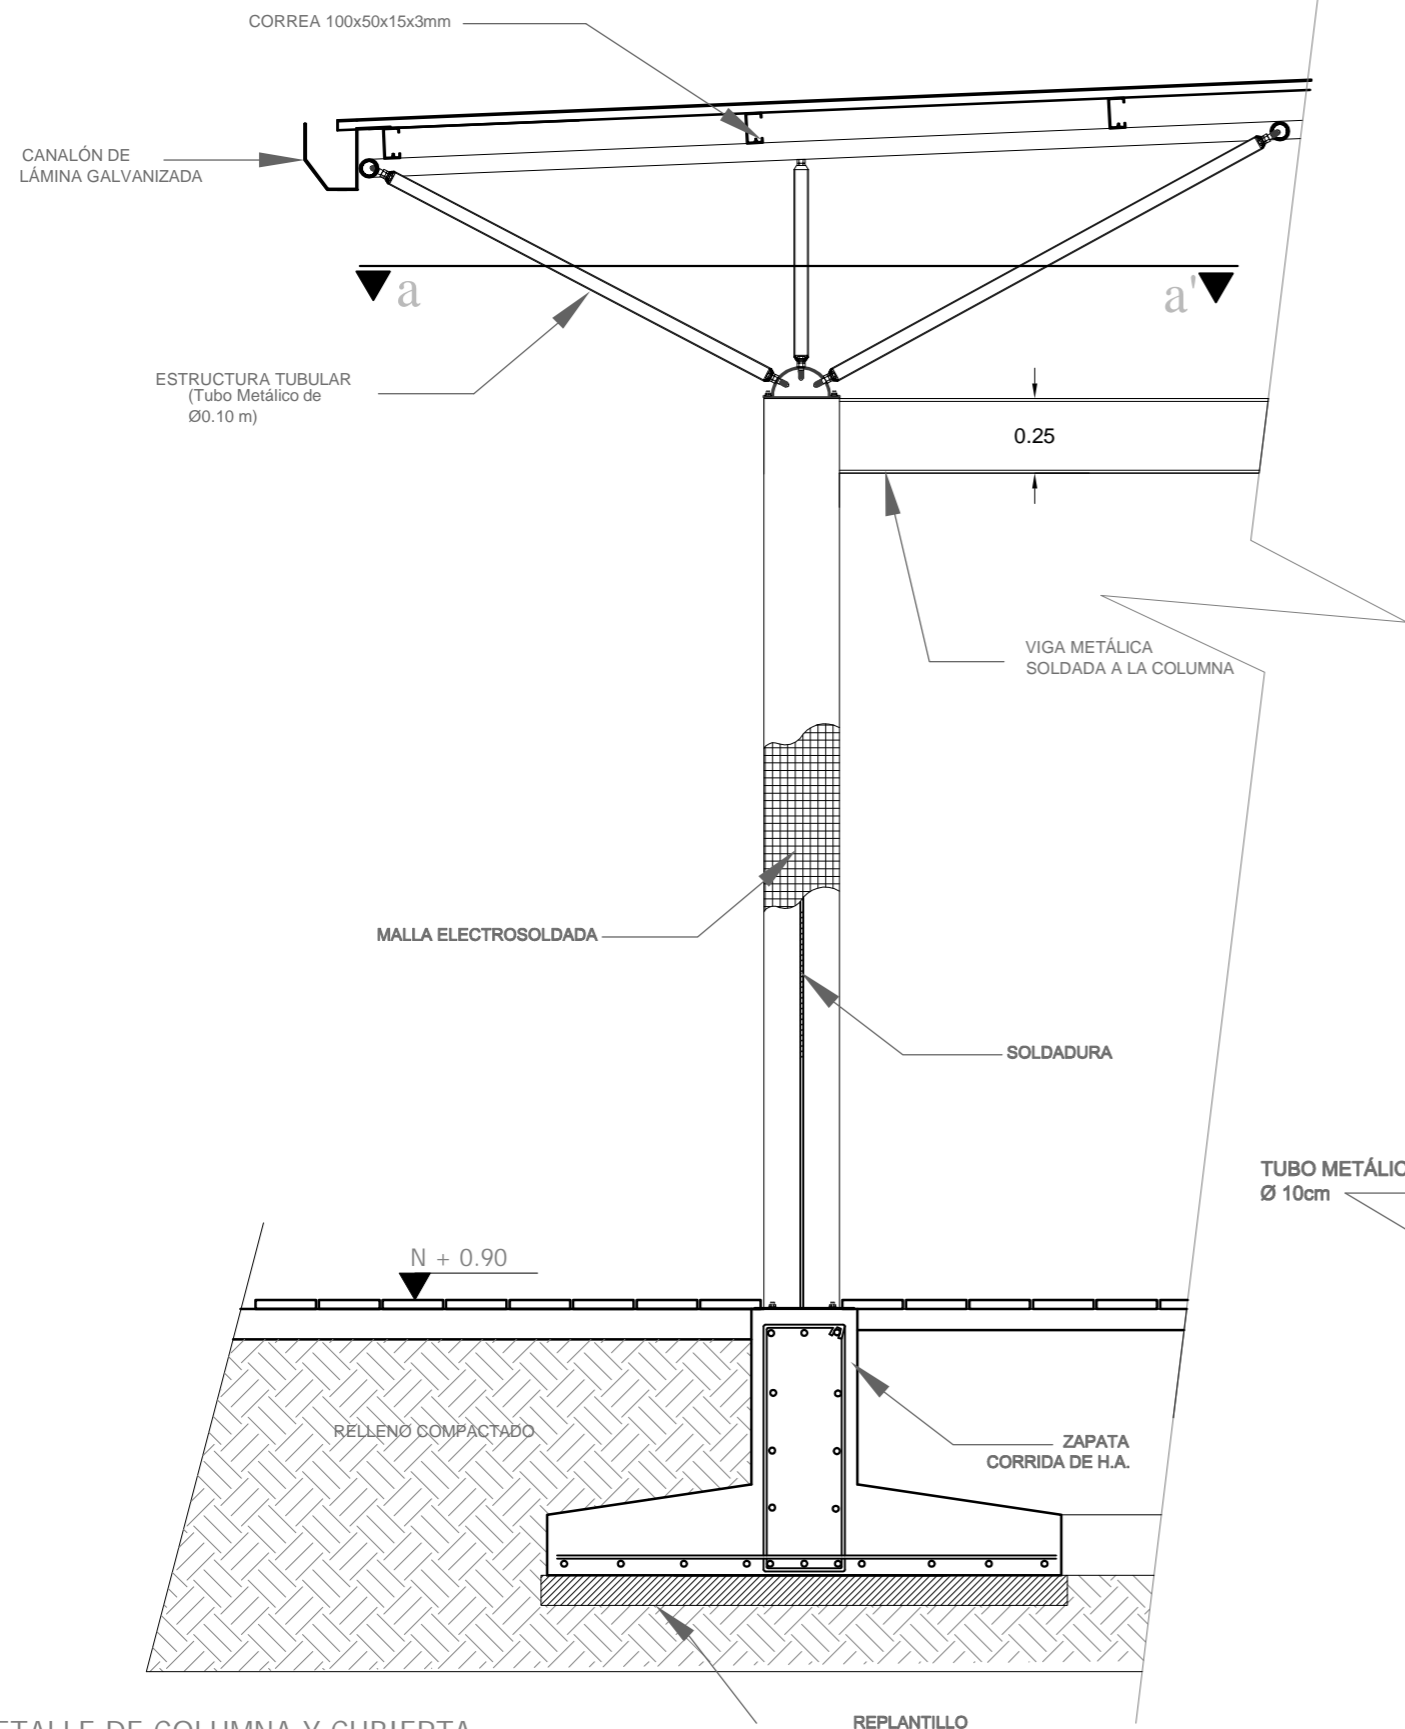 CORREA 100x50x15x3mm
CANALÓN DE
LÁMINA GALVANIZADA
a
a'
ESTRUCTURA TUBULAR
(Tubo Metálico de
Ø0.10 m)
0.25
VIGA METÁLICA
SOLDADA A LA COLUMNA
MALLA ELECTROSOLDADA
SOLDADURA
TUBO METÁLIC
Ø 10cm
N + 0.90
RELLENO COMPACTADO
ZAPATA
CORRIDA DE H.A.
REPLANTILLO
ETALLE DE COLUMNA Y CUBIERTA